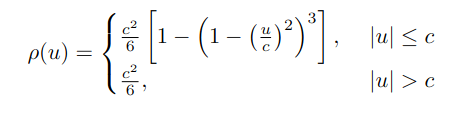 ρ(u) = { c²/6 [1 − (1 − (u/c)²)³], |u| ≤ c
c²/6, |u| > c